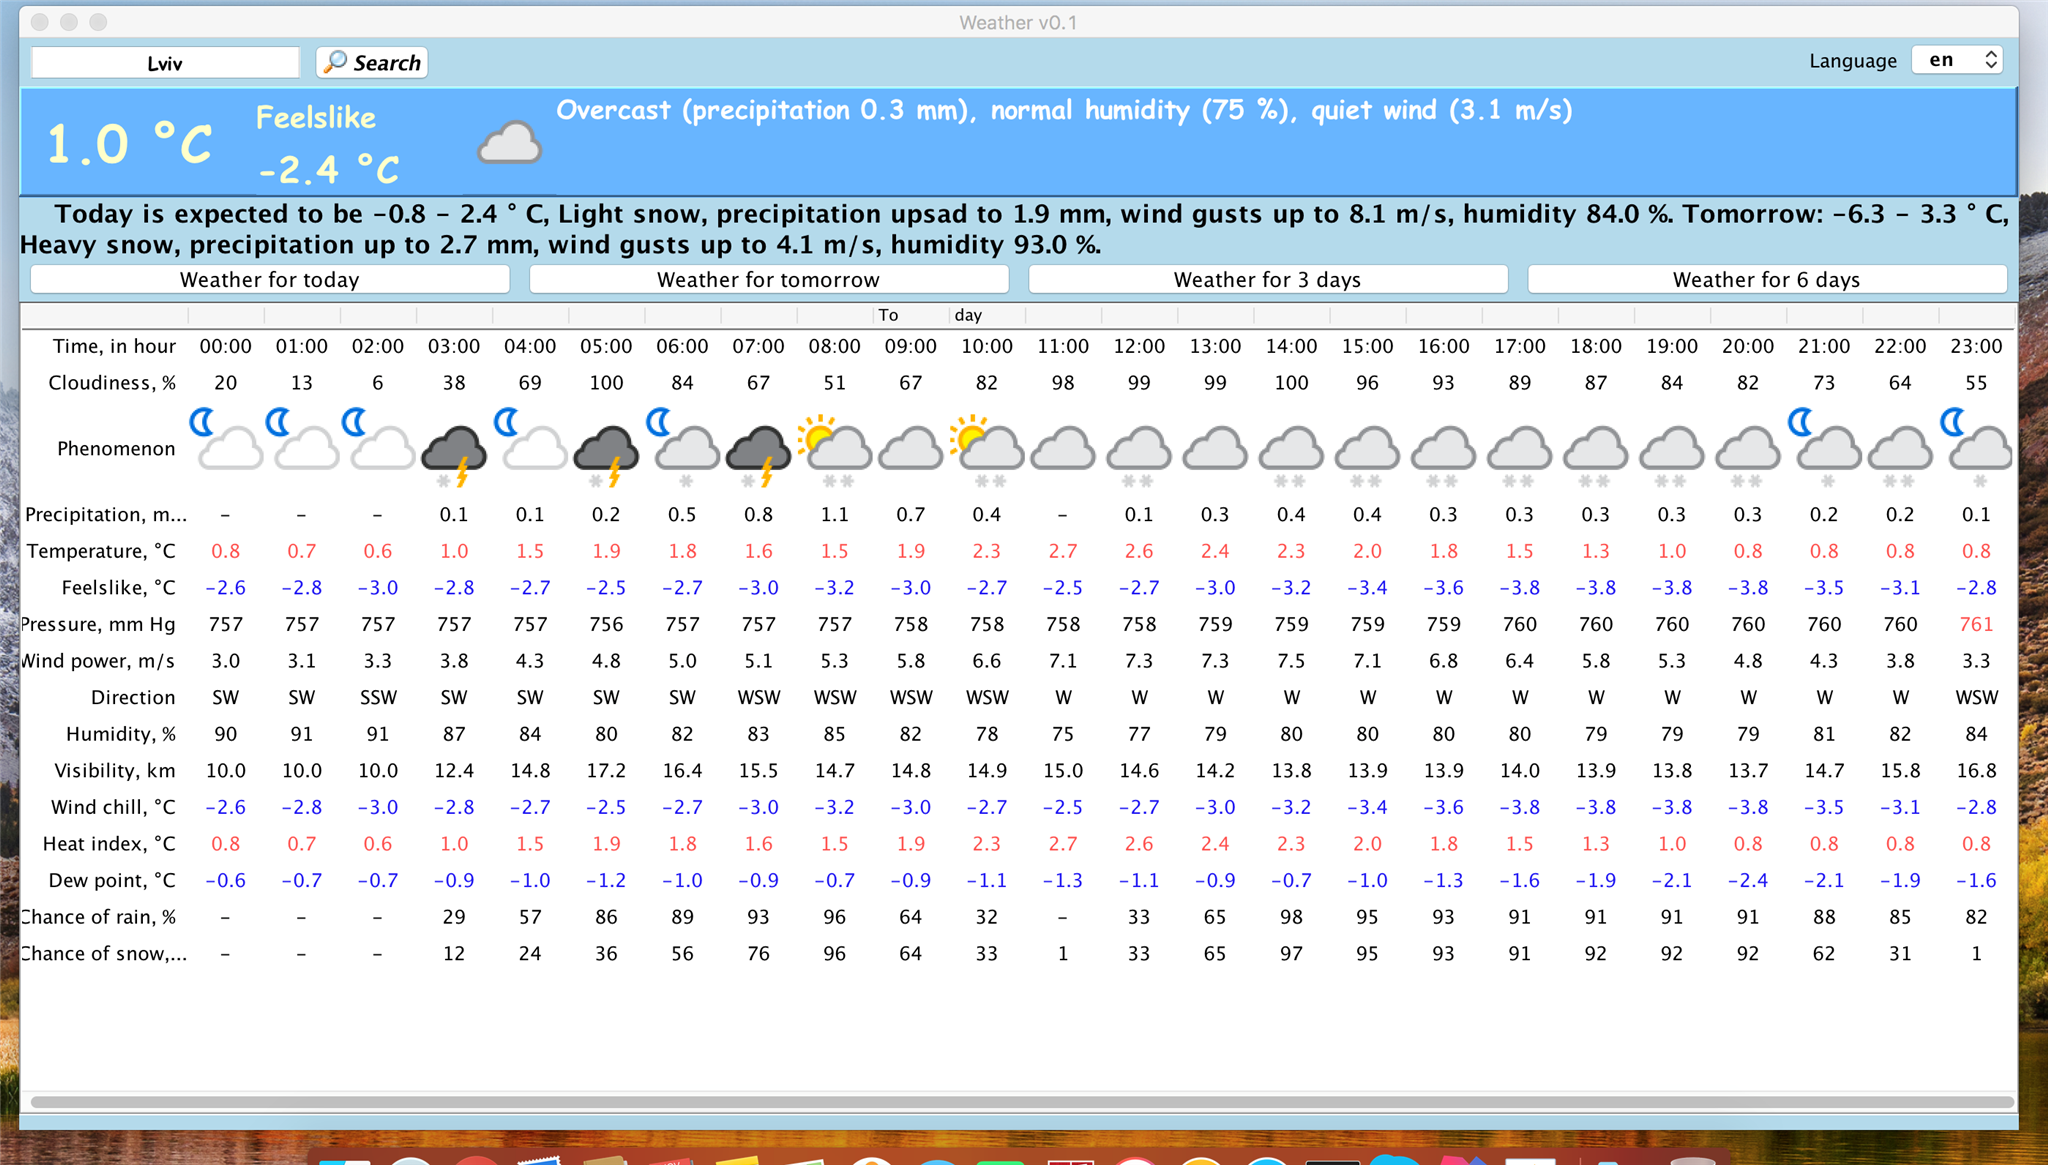 Weather v0.1
Lviv Search Language en
1.0 °C Feelslike -2.4 °C Overcast (precipitation 0.3 mm), normal humidity (75 %), quiet wind (3.1 m/s)
Today is expected to be -0.8 - 2.4 ° C, Light snow, precipitation upsad to 1.9 mm, wind gusts up to 8.1 m/s, humidity 84.0 %. Tomorrow: -6.3 - 3.3 ° C,
Heavy snow, precipitation up to 2.7 mm, wind gusts up to 4.1 m/s, humidity 93.0 %.
Weather for today Weather for tomorrow Weather for 3 days Weather for 6 days
To day
Time, in hour 00:00 01:00 02:00 03:00 04:00 05:00 06:00 07:00 08:00 09:00 10:00 11:00 12:00 13:00 14:00 15:00 16:00 17:00 18:00 19:00 20:00 21:00 22:00 23:00
Cloudiness, % 20 13 6 38 69 100 84 67 51 67 82 98 99 99 100 96 93 89 87 84 82 73 64 55
Phenomenon
Precipitation, m... - - - 0.1 0.1 0.2 0.5 0.8 1.1 0.7 0.4 - 0.1 0.3 0.4 0.4 0.3 0.3 0.3 0.3 0.3 0.2 0.2 0.1
Temperature, °C 0.8 0.7 0.6 1.0 1.5 1.9 1.8 1.6 1.5 1.9 2.3 2.7 2.6 2.4 2.3 2.0 1.8 1.5 1.3 1.0 0.8 0.8 0.8 0.8
Feelslike, °C -2.6 -2.8 -3.0 -2.8 -2.7 -2.5 -2.7 -3.0 -3.2 -3.0 -2.7 -2.5 -2.7 -3.0 -3.2 -3.4 -3.6 -3.8 -3.8 -3.8 -3.8 -3.5 -3.1 -2.8
Pressure, mm Hg 757 757 757 757 757 756 757 757 757 758 758 758 758 759 759 759 759 760 760 760 760 760 760 761
Wind power, m/s 3.0 3.1 3.3 3.8 4.3 4.8 5.0 5.1 5.3 5.8 6.6 7.1 7.3 7.3 7.5 7.1 6.8 6.4 5.8 5.3 4.8 4.3 3.8 3.3
Direction SW SW SSW SW SW SW SW WSW WSW WSW WSW W W W W W W W W W W W W WSW
Humidity, % 90 91 91 87 84 80 82 83 85 82 78 75 77 79 80 80 80 80 79 79 79 81 82 84
Visibility, km 10.0 10.0 10.0 12.4 14.8 17.2 16.4 15.5 14.7 14.8 14.9 15.0 14.6 14.2 13.8 13.9 13.9 14.0 13.9 13.8 13.7 14.7 15.8 16.8
Wind chill, °C -2.6 -2.8 -3.0 -2.8 -2.7 -2.5 -2.7 -3.0 -3.2 -3.0 -2.7 -2.5 -2.7 -3.0 -3.2 -3.4 -3.6 -3.8 -3.8 -3.8 -3.8 -3.5 -3.1 -2.8
Heat index, °C 0.8 0.7 0.6 1.0 1.5 1.9 1.8 1.6 1.5 1.9 2.3 2.7 2.6 2.4 2.3 2.0 1.8 1.5 1.3 1.0 0.8 0.8 0.8 0.8
Dew point, °C -0.6 -0.7 -0.7 -0.9 -1.0 -1.2 -1.0 -0.9 -0.7 -0.9 -1.1 -1.3 -1.1 -0.9 -0.7 -1.0 -1.3 -1.6 -1.9 -2.1 -2.4 -2.1 -1.9 -1.6
Chance of rain, % - - - 29 57 86 89 93 96 64 32 - 33 65 98 95 93 91 91 91 91 88 85 82
Chance of snow,... - - - 12 24 36 56 76 96 64 33 1 33 65 97 95 93 91 92 92 92 62 31 1